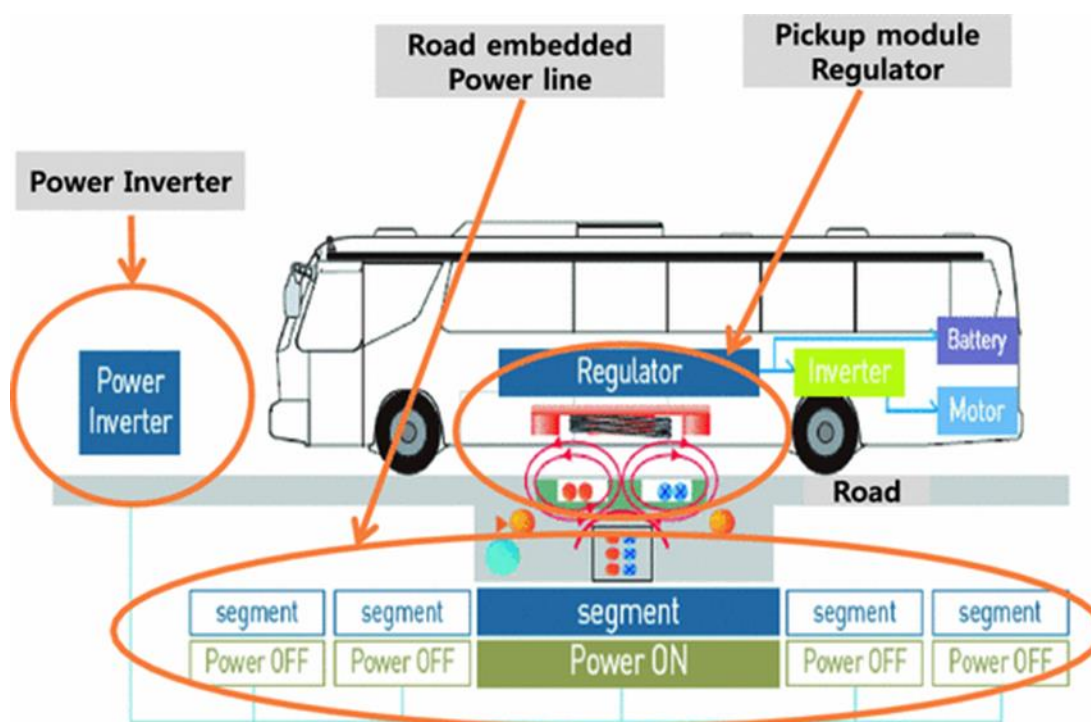 Road embedded
Power line
Pickup module
Regulator
Power Inverter
Power
Inverter
Regulator
Inverter
Battery
Motor
Road
segment
segment
segment
segment
segment
Power OFF
Power OFF
Power ON
Power OFF
Power OFF